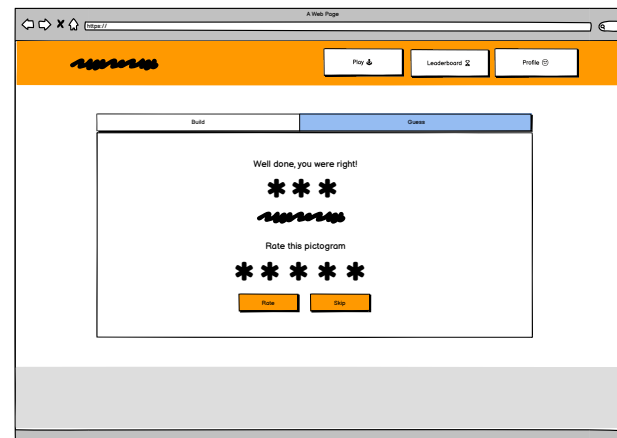 A Web Page
https://
Play
Leaderboard
Profile
Build
Guess
Well done, you were right!
Rate this pictogram
Rate
Skip